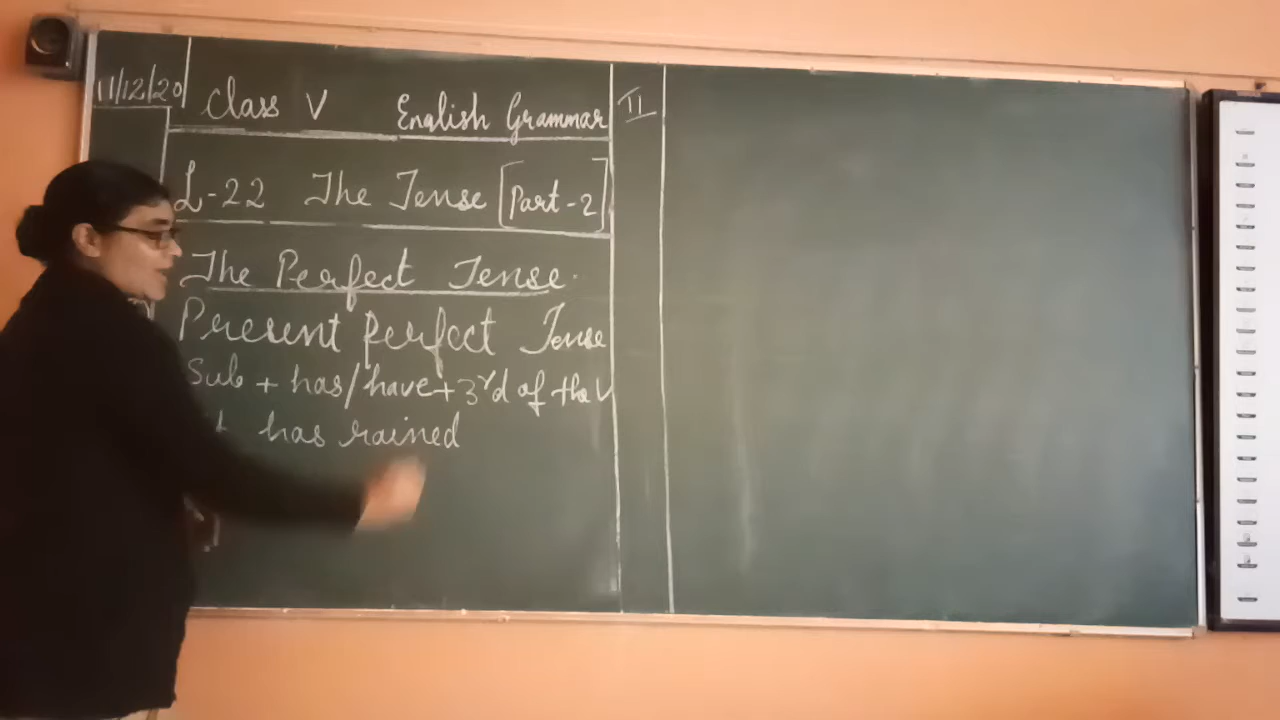 11/12/20
Class V English Grammar
II
L-22 The Tense [Part-2]
The Perfect Tense.
Present Perfect Tense
Sub + has/have+3rd of the V
has rained